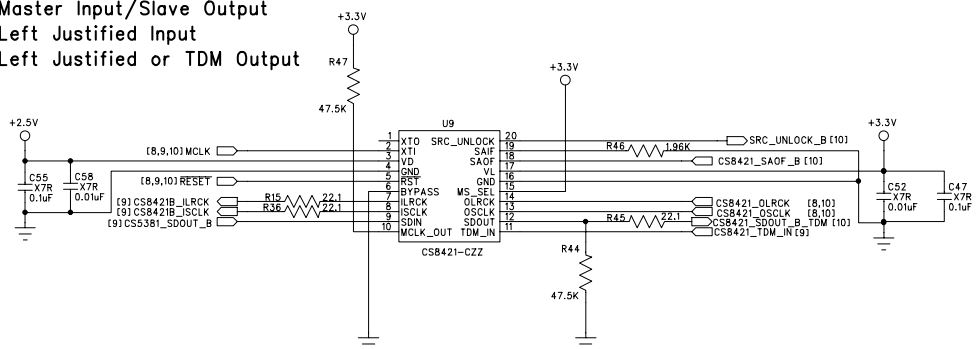 Master Input/Slave Output
Left Justified Input
Left Justified or TDM Output
+3.3V
R47
47.5K
+3.3V
+2.5V
+3.3V
U9
1 XTO SRC_UNLOCK 20
2 XTI SAIF 19
3 VD SAOF 18
4 GND VL 17
5 RST GND 16
6 BYPASS MS_SEL 15
7 ILRCK OLRCK 14
8 ISCLK OSCLK 13
9 SDIN SDOUT 12
10 MCLK_OUT TDM_IN 11
CS8421-CZZ
[8,9,10] MCLK
[8,9,10] RESET
[9] CS8421B_ILRCK R15 22.1
[9] CS8421B_ISCLK R36 22.1
[9] CS5381_SDOUT_B
C55
X7R
0.1uF
C58
X7R
0.01uF
SRC_UNLOCK_B [10]
R46 1.96K
CS8421_SAOF_B [10]
CS8421_OLRCK [8,10]
CS8421_OSCLK [8,10]
R45 22.1 CS8421_SDOUT_B_TDM [10]
CS8421_TDM_IN [9]
R44
47.5K
C52
X7R
0.01uF
C47
X7R
0.1uF